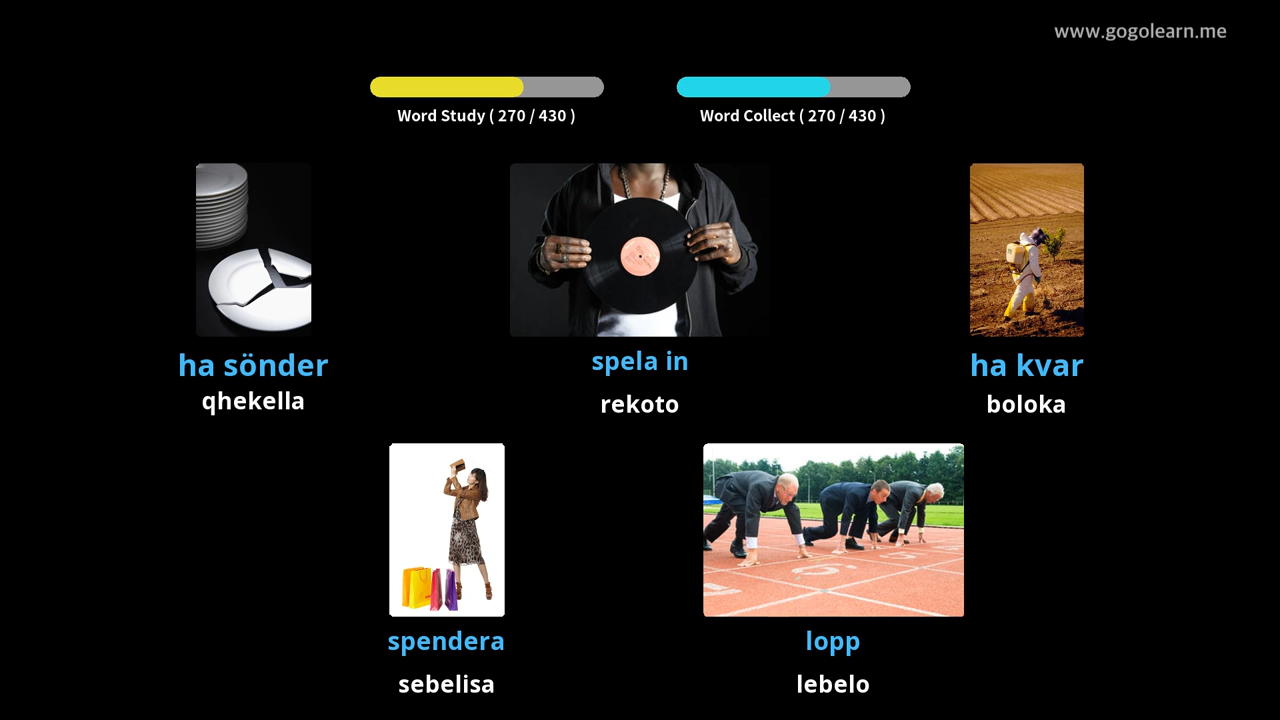 www.gogolearn.me
Word Study ( 270 / 430 )
Word Collect ( 270 / 430 )
ha sönder
qhekella
spela in
rekoto
ha kvar
boloka
spendera
sebelisa
lopp
lebelo